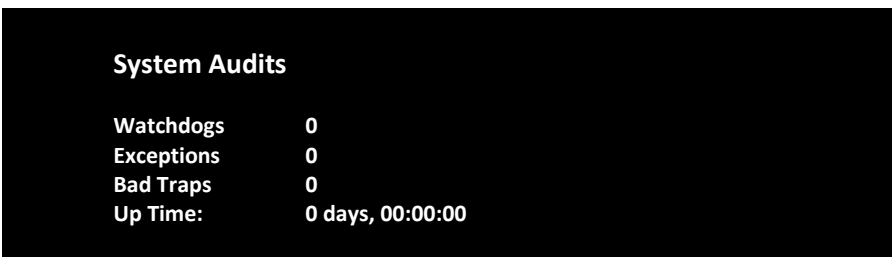 System Audits
Watchdogs 0
Exceptions 0
Bad Traps 0
Up Time: 0 days, 00:00:00